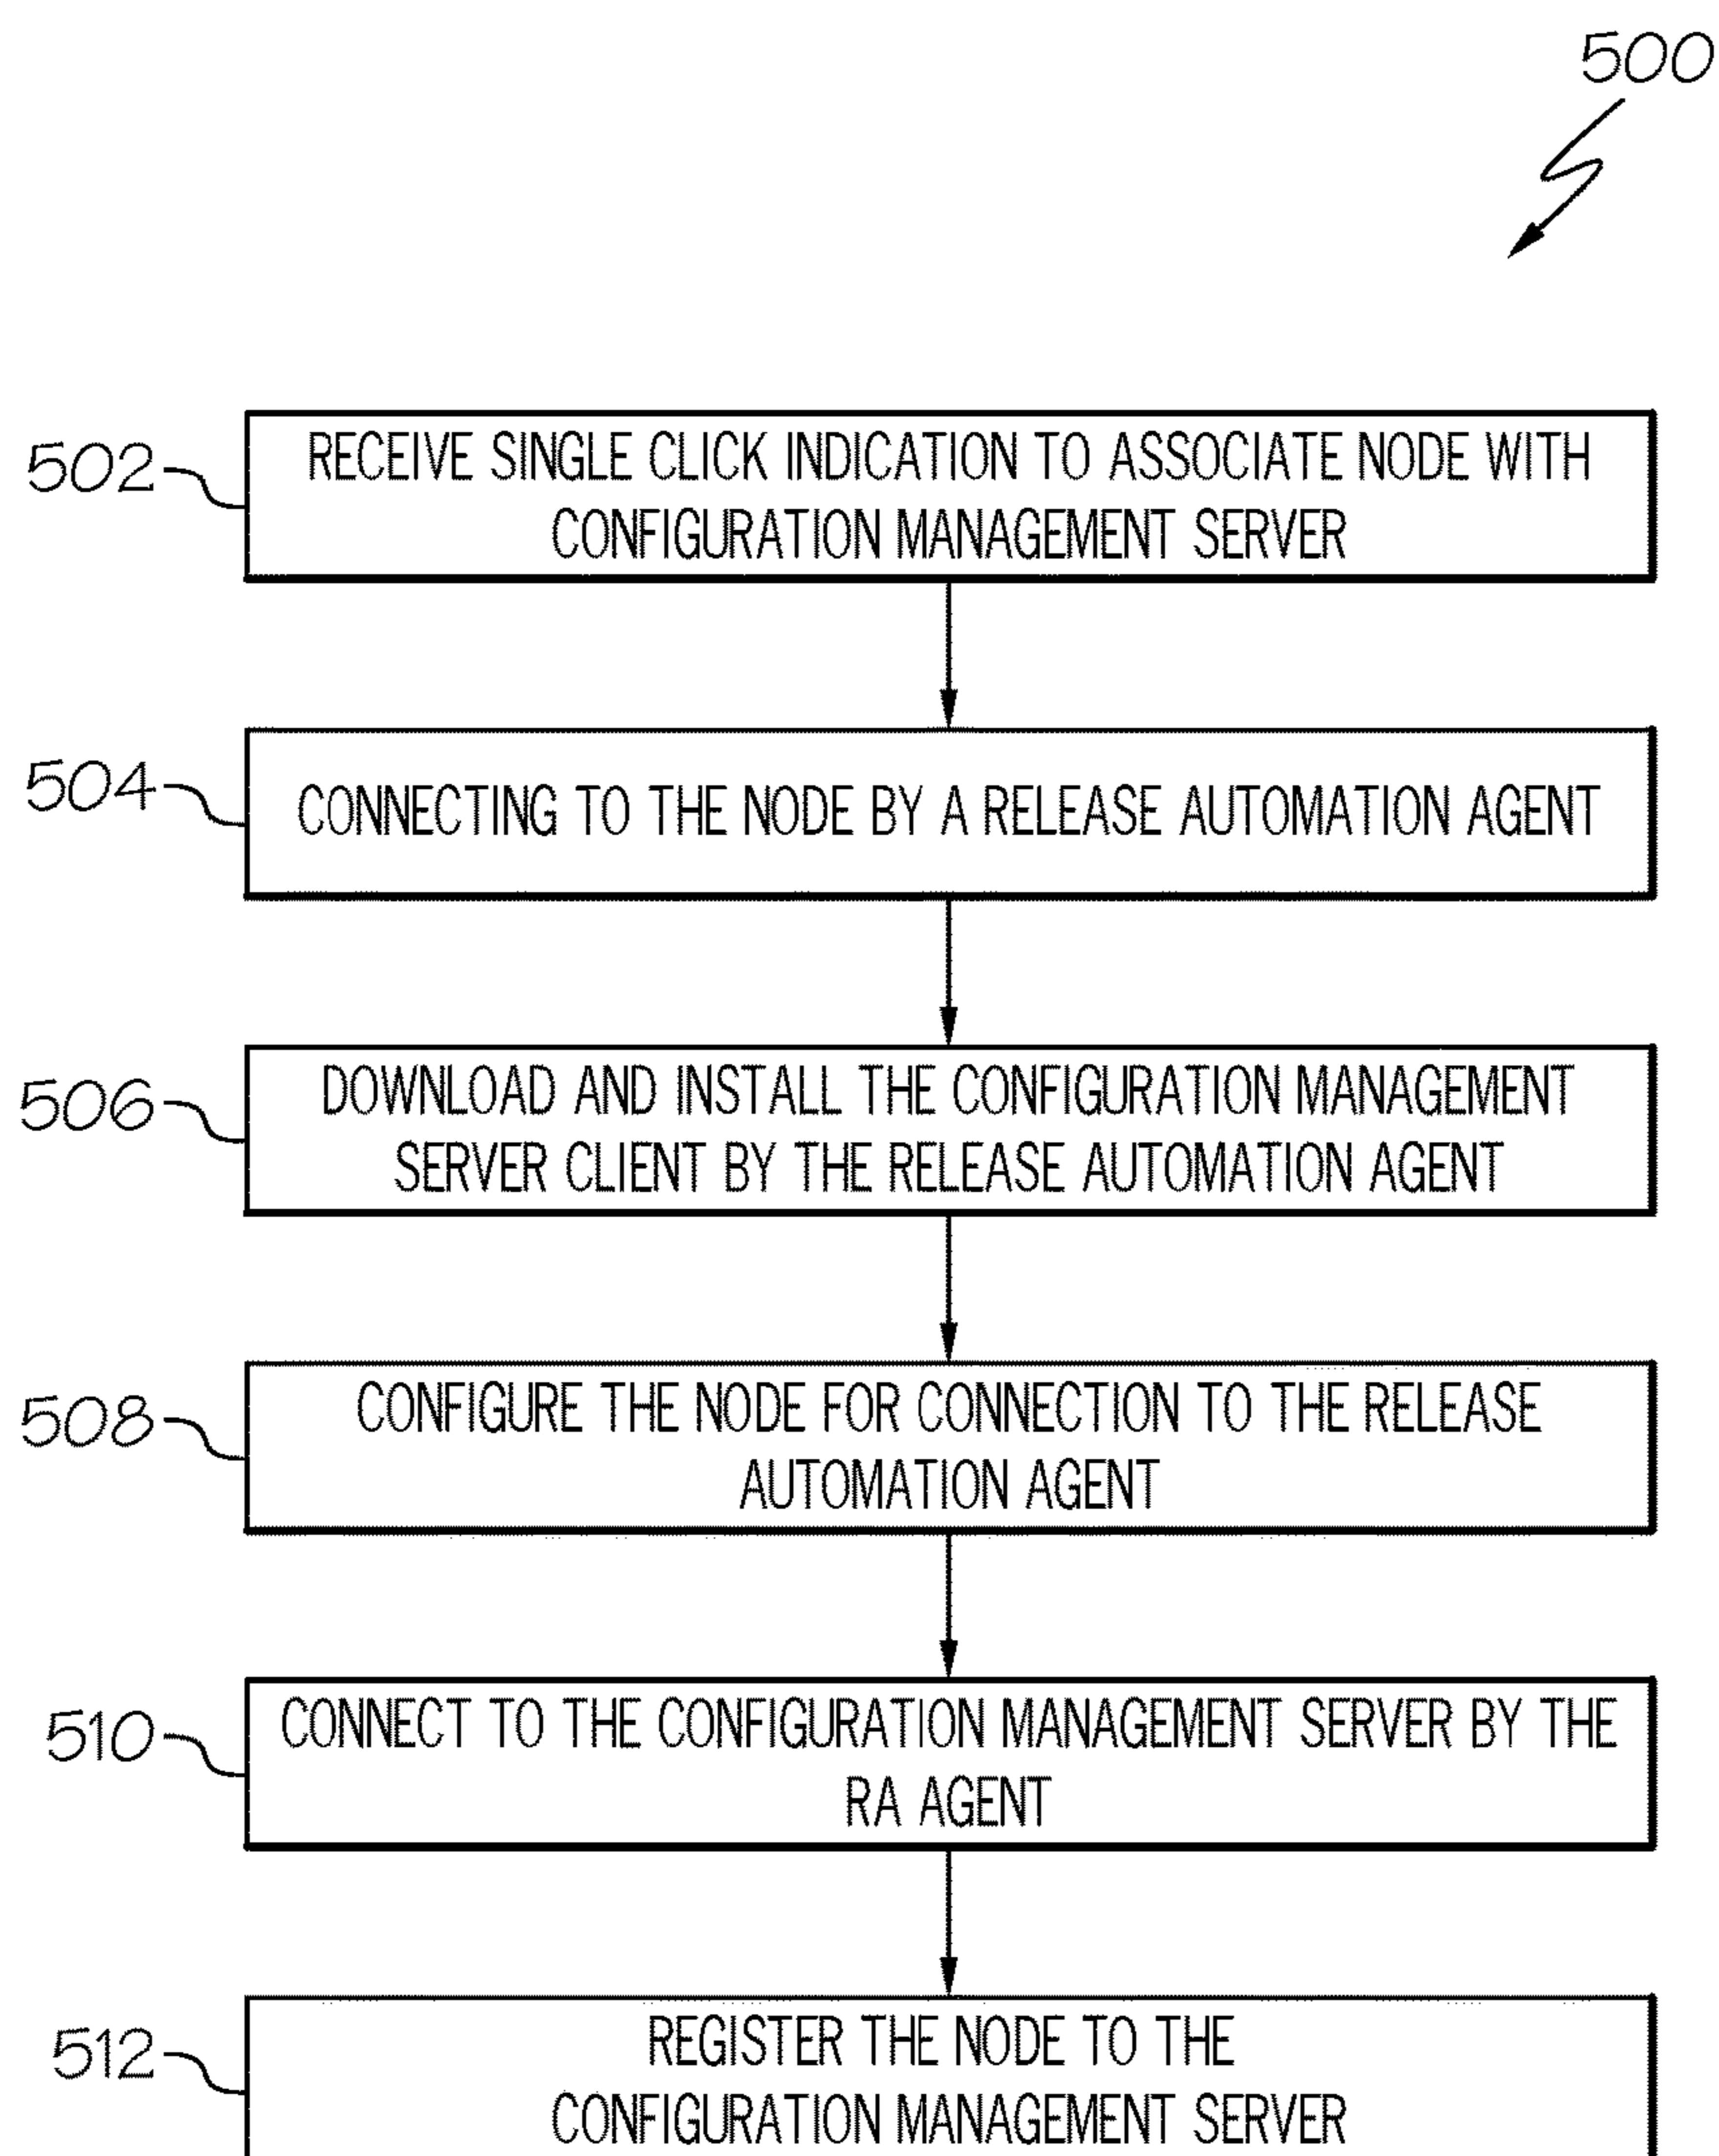 500
502
RECEIVE SINGLE CLICK INDICATION TO ASSOCIATE NODE WITH
CONFIGURATION MANAGEMENT SERVER
504
CONNECTING TO THE NODE BY A RELEASE AUTOMATION AGENT
506
DOWNLOAD AND INSTALL THE CONFIGURATION MANAGEMENT
SERVER CLIENT BY THE RELEASE AUTOMATION AGENT
508
CONFIGURE THE NODE FOR CONNECTION TO THE RELEASE
AUTOMATION AGENT
510
CONNECT TO THE CONFIGURATION MANAGEMENT SERVER BY THE
RA AGENT
512
REGISTER THE NODE TO THE
CONFIGURATION MANAGEMENT SERVER